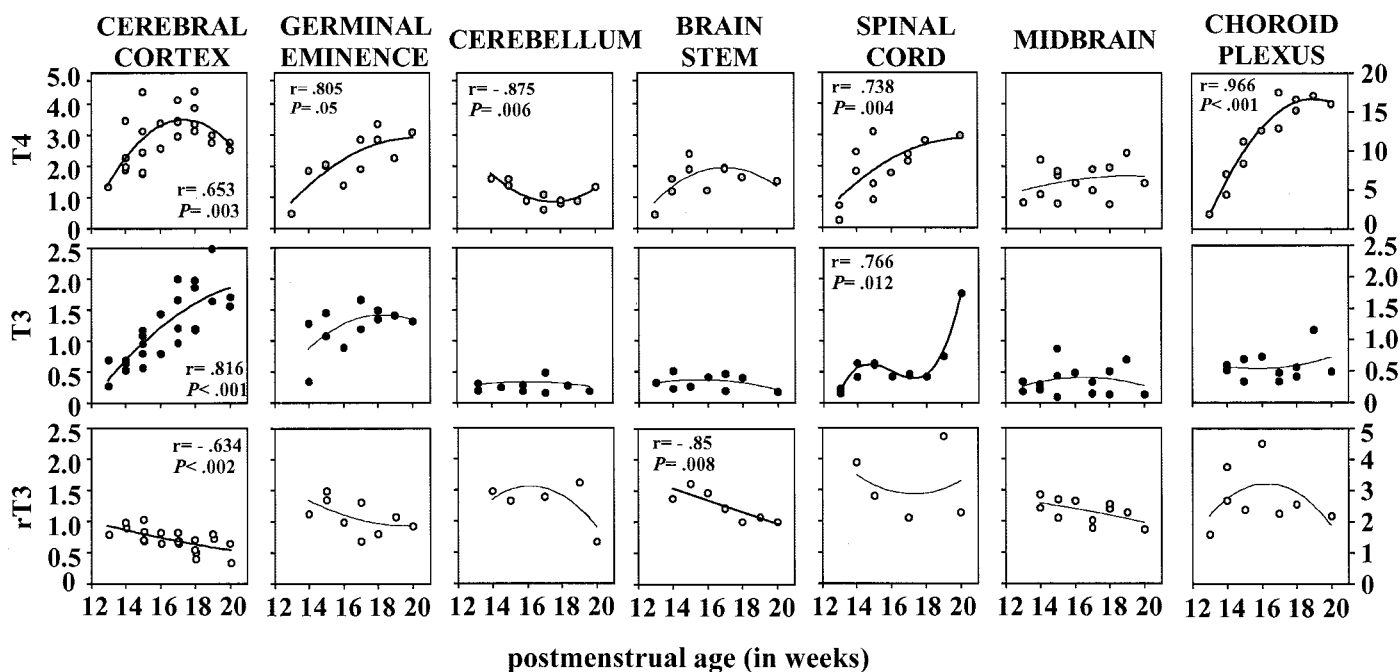 CEREBRAL CORTEX
GERMINAL EMINENCE
CEREBELLUM
BRAIN STEM
SPINAL CORD
MIDBRAIN
CHOROID PLEXUS
T4
5.0
4.0
3.0
2.0
1.0
0
r= .653
P= .003
r= .805
P= .05
r= - .875
P= .006
r= .738
P= .004
r= .966
P< .001
20
15
10
5
0
T3
2.5
2.0
1.5
1.0
0.5
0
r= .816
P< .001
r= .766
P= .012
2.5
2.0
1.5
1.0
0.5
0
rT3
2.5
2.0
1.5
1.0
0.5
0
r= - .634
P< .002
r= - .85
P= .008
5
4
3
2
1
0
12 14 16 18 20
12 14 16 18 20
12 14 16 18 20
12 14 16 18 20
12 14 16 18 20
13 14 16 18 20
13 14 16 18 20
postmenstrual age (in weeks)